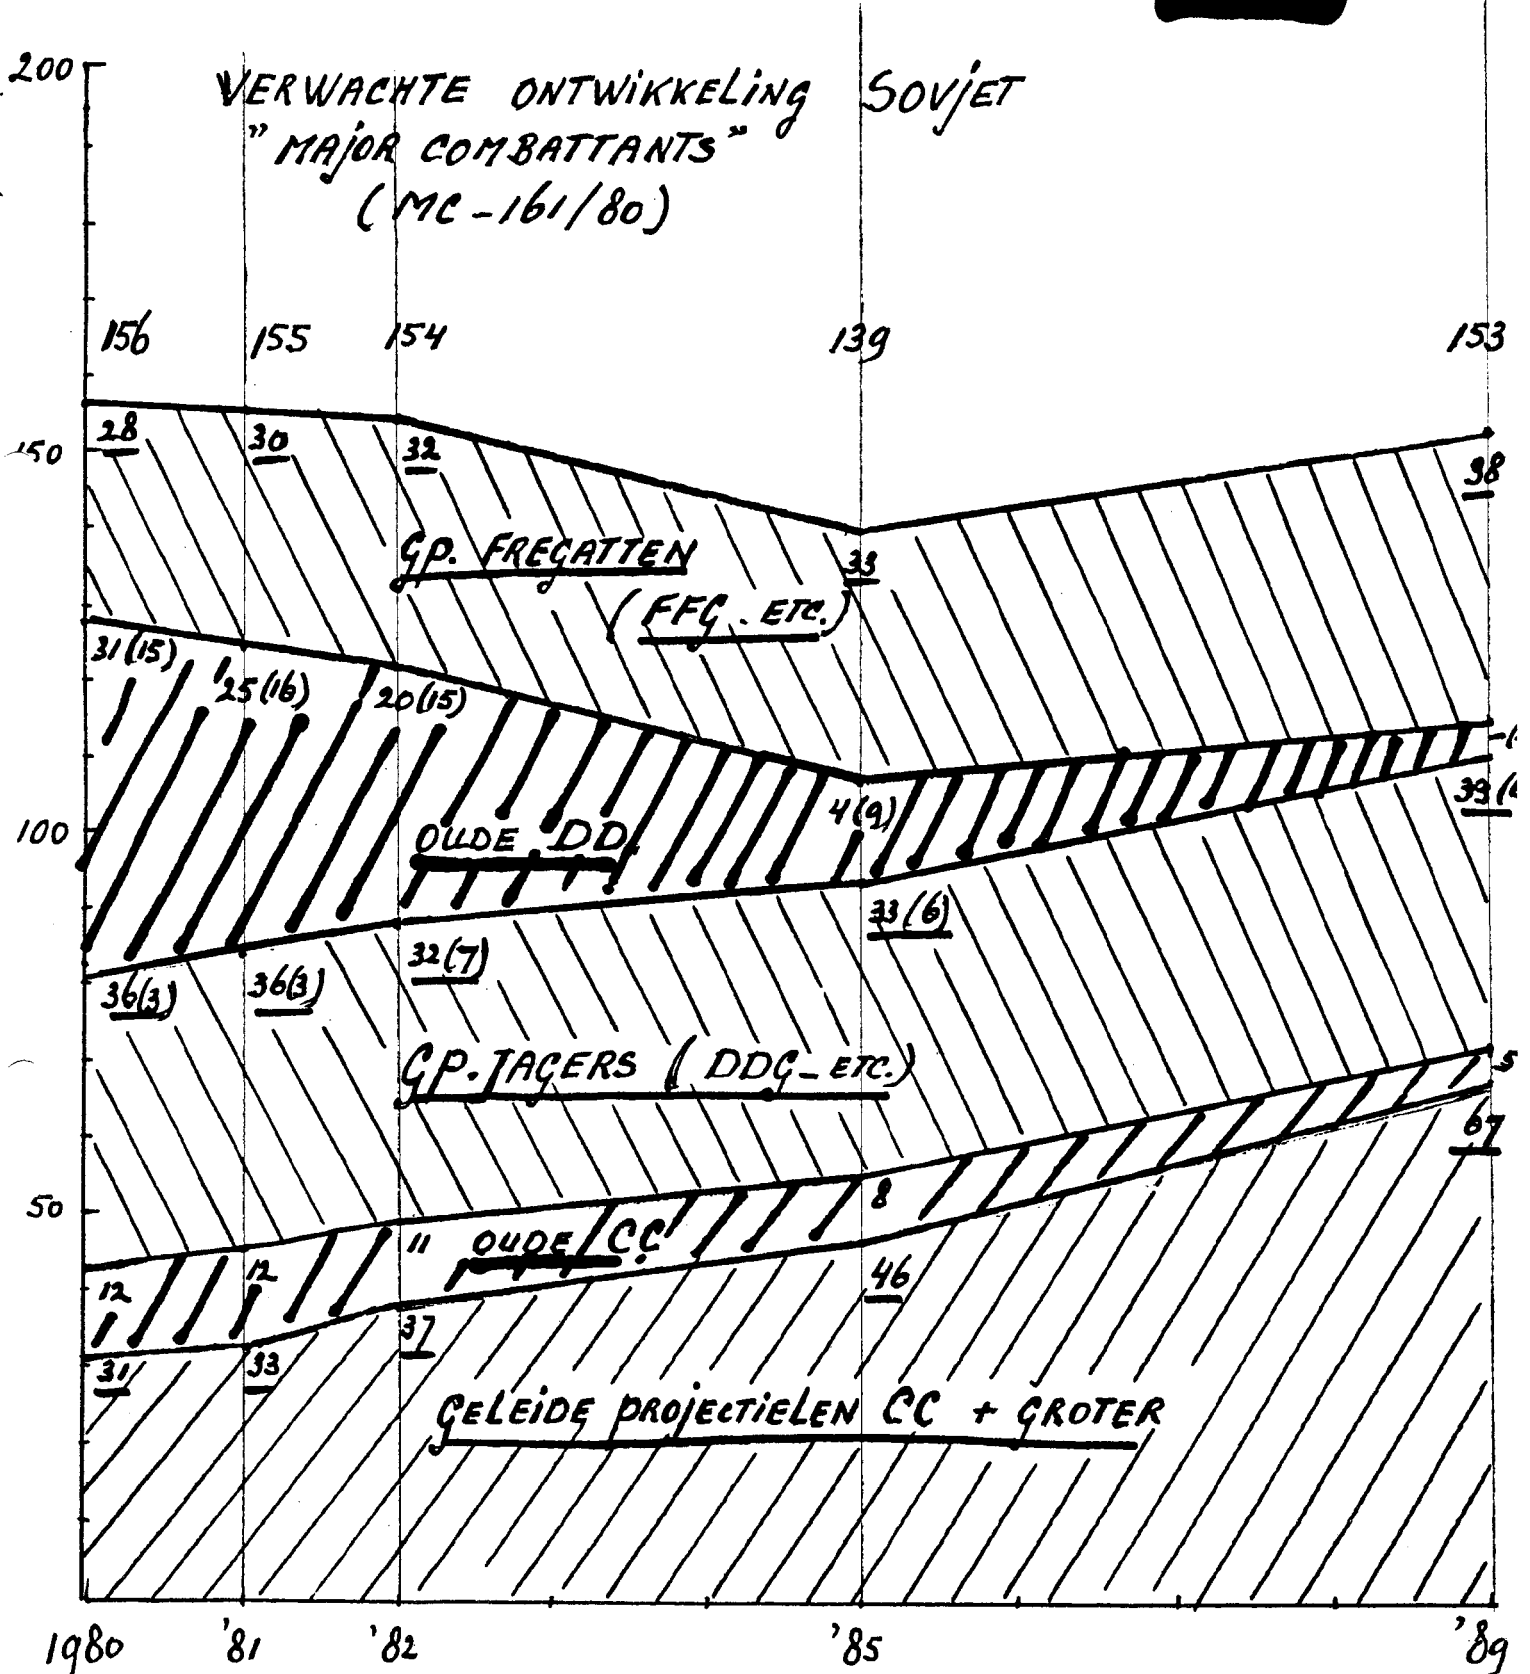 200
VERWACHTE ONTWIKKELING SOVJET
"MAJOR COMBATTANTS"
(MC-161/80)
156 155 154 139 153
28 30 32 38
150
GP. FREGATTEN
33
(FFG. ETC.)
31(15) 25(16) 20(15)
4(9)
39
100
OUDE DD
33(6)
32(7)
36(3) 36(3)
GP. JAGERS (DDG-ETC.)
5
67
50
8
11 OUDE CC
12 12
46
37
31 33
GELEIDE PROJECTIELEN CC + GROTER
1980 '81 '82 '85 '89